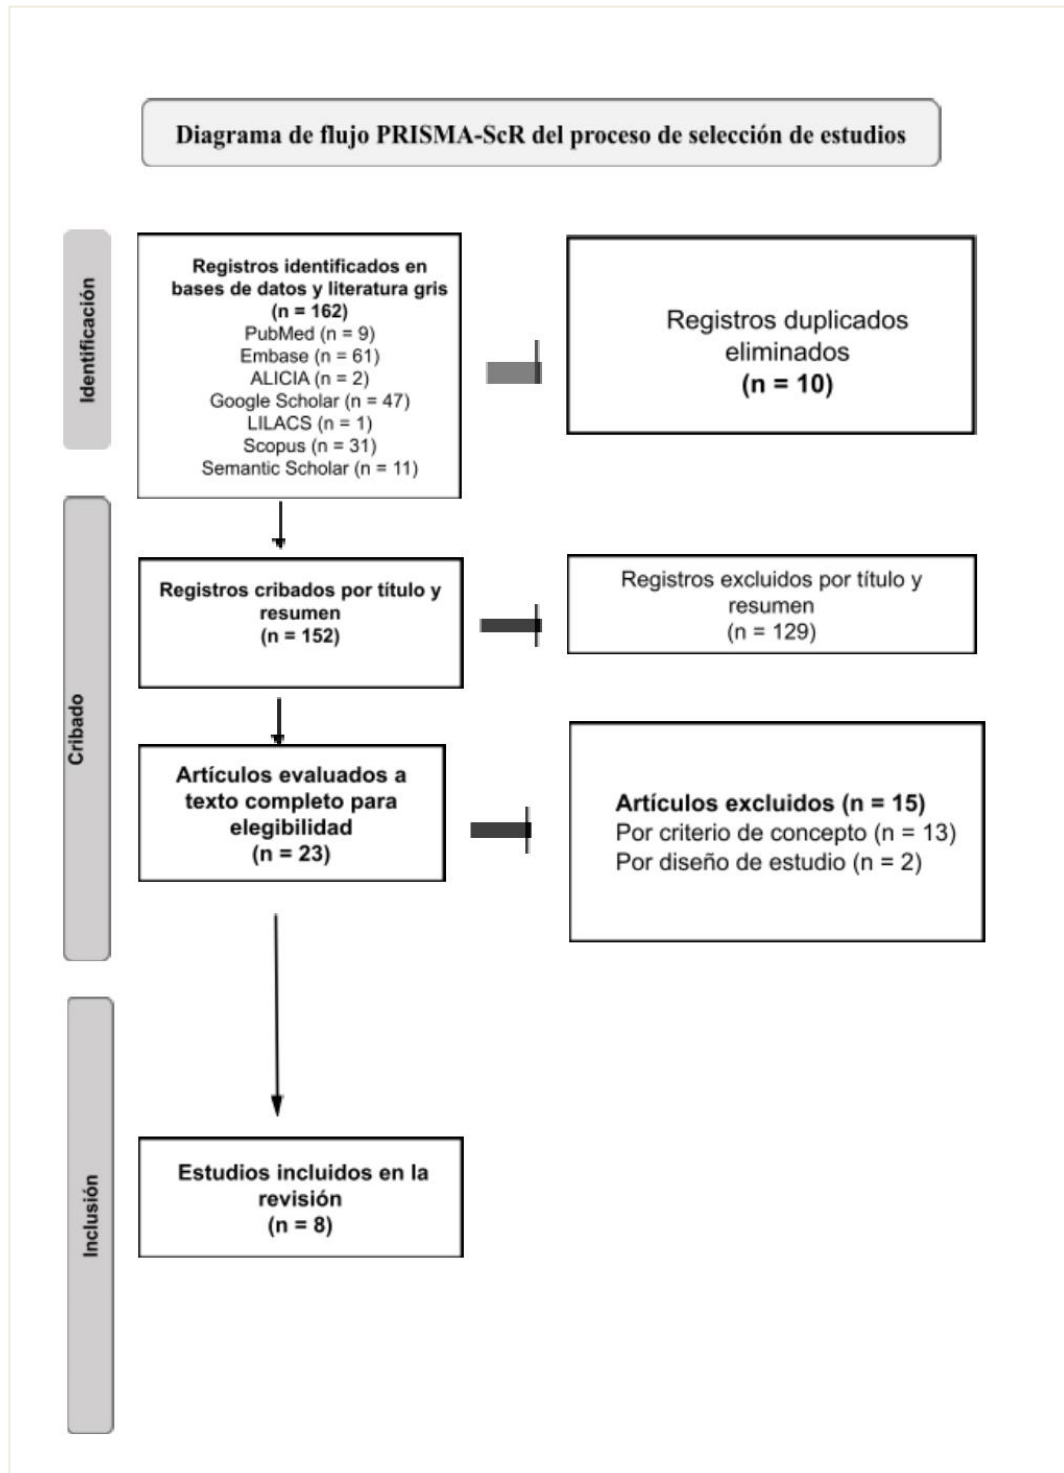 Diagrama de flujo PRISMA-ScR del proceso de selección de estudios
Identificación
Registros identificados en
bases de datos y literatura gris
(n = 162)
PubMed (n = 9)
Embase (n = 61)
ALICIA (n = 2)
Google Scholar (n = 47)
LILACS (n = 1)
Scopus (n = 31)
Semantic Scholar (n = 11)
Registros duplicados
eliminados
(n = 10)
Cribado
Registros cribados por título y
resumen
(n = 152)
Registros excluidos por título y
resumen
(n = 129)
Artículos evaluados a
texto completo para
elegibilidad
(n = 23)
Artículos excluidos (n = 15)
Por criterio de concepto (n = 13)
Por diseño de estudio (n = 2)
Inclusión
Estudios incluidos en la
revisión
(n = 8)